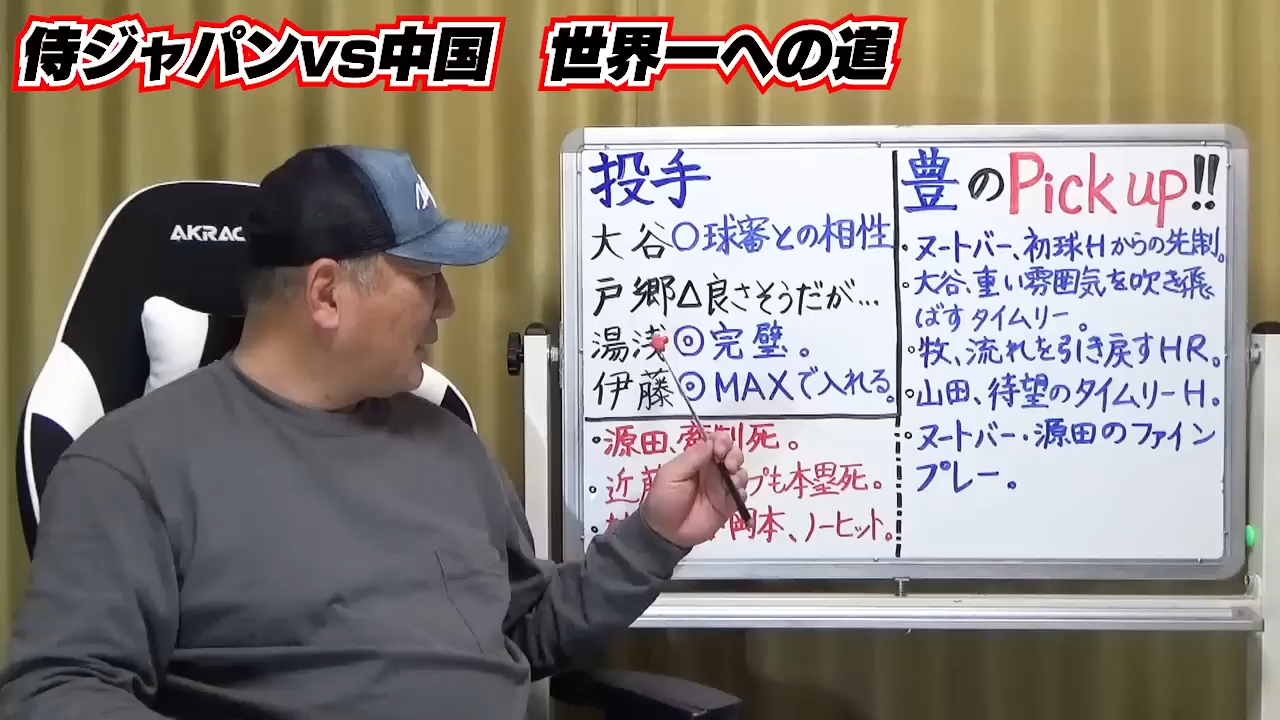 侍ジャパンvs中国 世界一への道
AKRAC
投手
大谷○球審との相性
戸郷△良さそうだが…
湯浅◎完璧。
伊藤◎MAXで入れる。
・源田、牽制死。
・近 プも本塁死。
岡本、ノーヒット。
豊のPick up!!
・ヌートバー、初球Hからの先制。
・大谷、重い雰囲気を吹き飛
ばすタイムリー。
・牧、流れを引き戻すHR。
・山田、待望のタイムリーH。
・ヌートバー・源田のファイン
プレー。